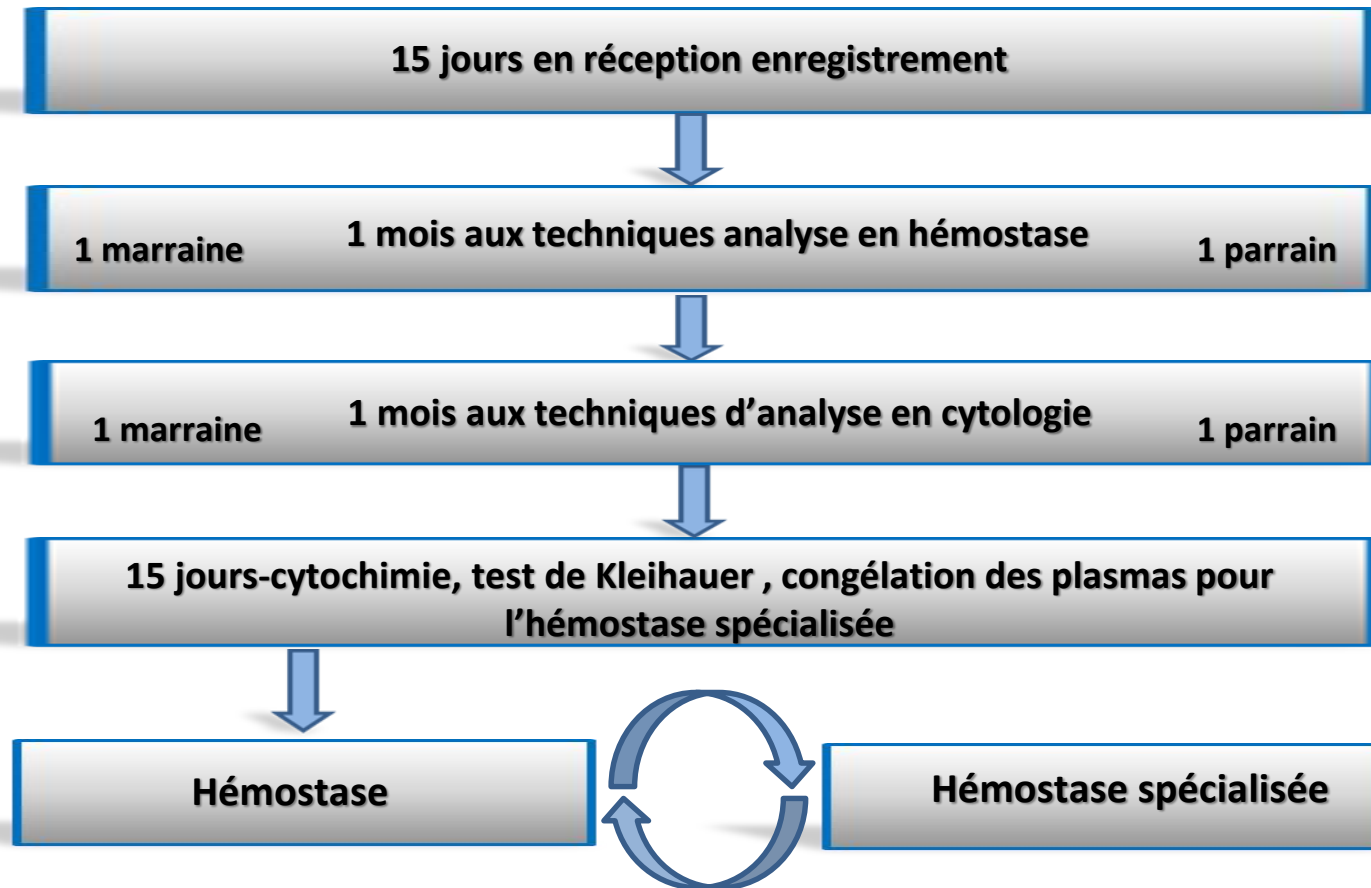 15 jours en réception enregistrement
1 marraine
1 mois aux techniques analyse en hémostase
1 parrain
1 marraine
1 mois aux techniques d’analyse en cytologie
1 parrain
15 jours-cytochimie, test de Kleihauer , congélation des plasmas pour
l’hémostase spécialisée
Hémostase
Hémostase spécialisée